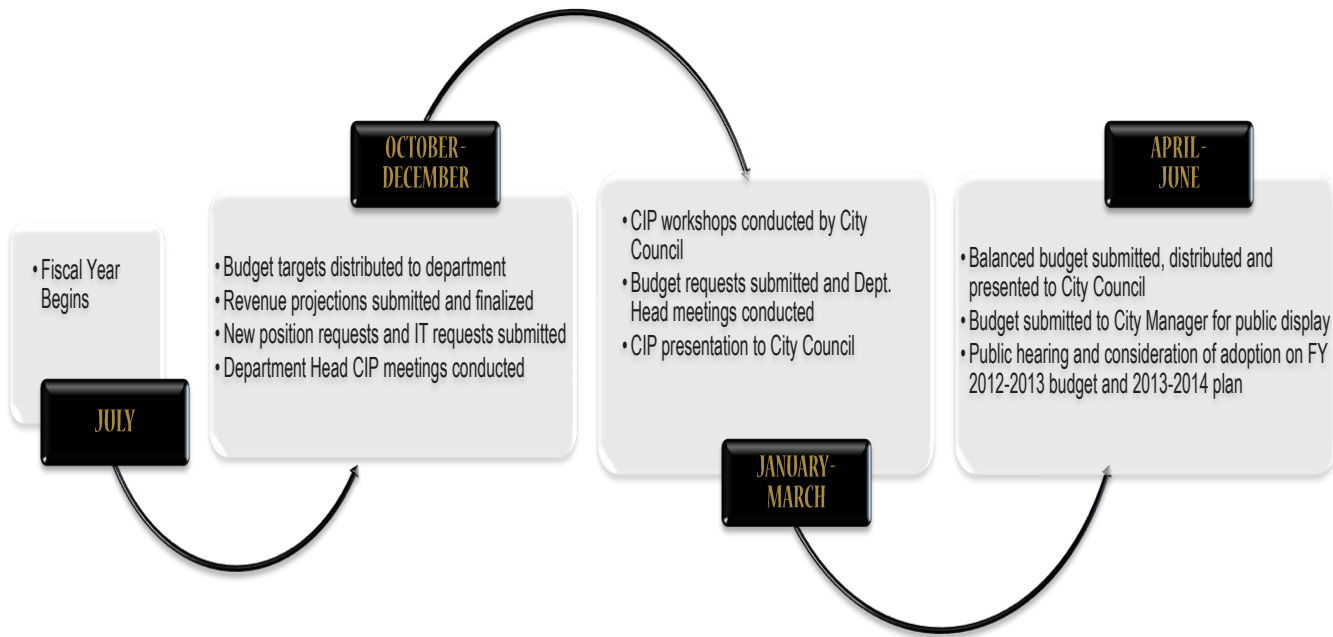 JULY
• Fiscal Year
Begins
OCTOBER-
DECEMBER
• Budget targets distributed to department
• Revenue projections submitted and finalized
• New position requests and IT requests submitted
• Department Head CIP meetings conducted
JANUARY-
MARCH
• CIP workshops conducted by City
Council
• Budget requests submitted and Dept.
Head meetings conducted
• CIP presentation to City Council
APRIL-
JUNE
• Balanced budget submitted, distributed and
presented to City Council
• Budget submitted to City Manager for public display
• Public hearing and consideration of adoption on FY
2012-2013 budget and 2013-2014 plan